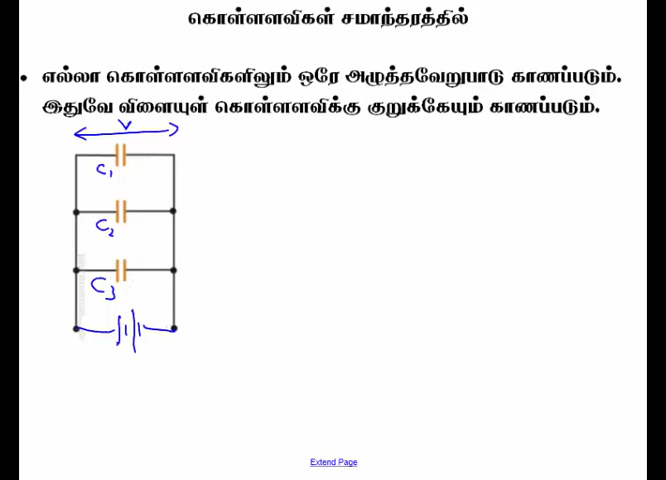 கொள்ளளவிகள் சமாந்தரத்தில்
• எல்லா கொள்ளளவிகளிலும் ஒரே அழுத்தவேறுபாடு காணப்படும்.
இதுவே விளையுள் கொள்ளளவிக்கு குறுக்கேயும் காணப்படும்.
V
C₁
C₂
C₃
Extend Page